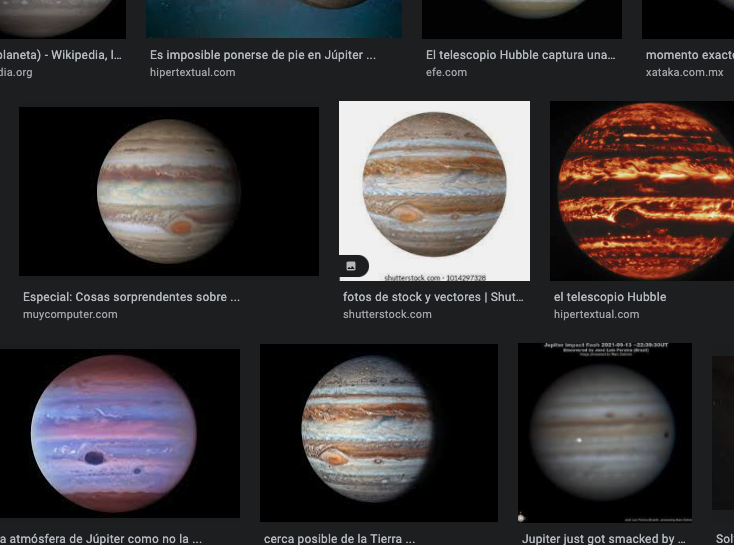 planeta) - Wikipedia, l...
dia.org
Es imposible ponerse de pie en Júpiter ...
hipertextual.com
El telescopio Hubble captura una...
efe.com
momento exacto
xataka.com.mx
shutterstock.com · 1014297328
Especial: Cosas sorprendentes sobre ...
muycomputer.com
fotos de stock y vectores | Shut...
shutterstock.com
el telescopio Hubble
hipertextual.com
Jupiter impact flash 2021-09-13 ~22:39:30UT
Discovered by José Luis Pereira (Brazil)
a atmósfera de Júpiter como no la ...
cerca posible de la Tierra ...
Jupiter just got smacked by ...
Sol